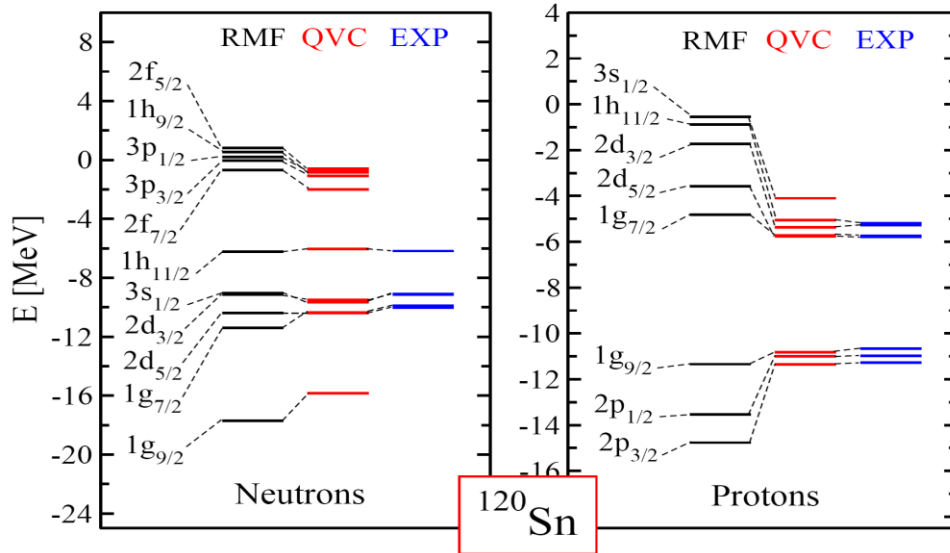 RMF QVC EXP
E [MeV]
8
4
0
-4
-8
-12
-16
-20
-24
2f5/2
1h9/2
3p1/2
3p3/2
2f7/2
1h11/2
3s1/2
2d3/2
2d5/2
1g7/2
1g9/2
Neutrons
RMF QVC EXP
4
2
0
-2
-4
-6
-8
-10
-12
-14
-16
3s1/2
1h11/2
2d3/2
2d5/2
1g7/2
1g9/2
2p1/2
2p3/2
Protons
120Sn